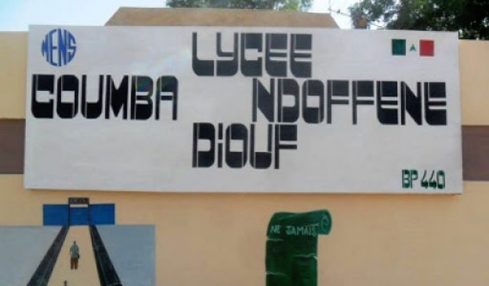 MENS
LYCEE
COUMBA NDOFFENE
DIOUF
BP 440
NE JAMAIS